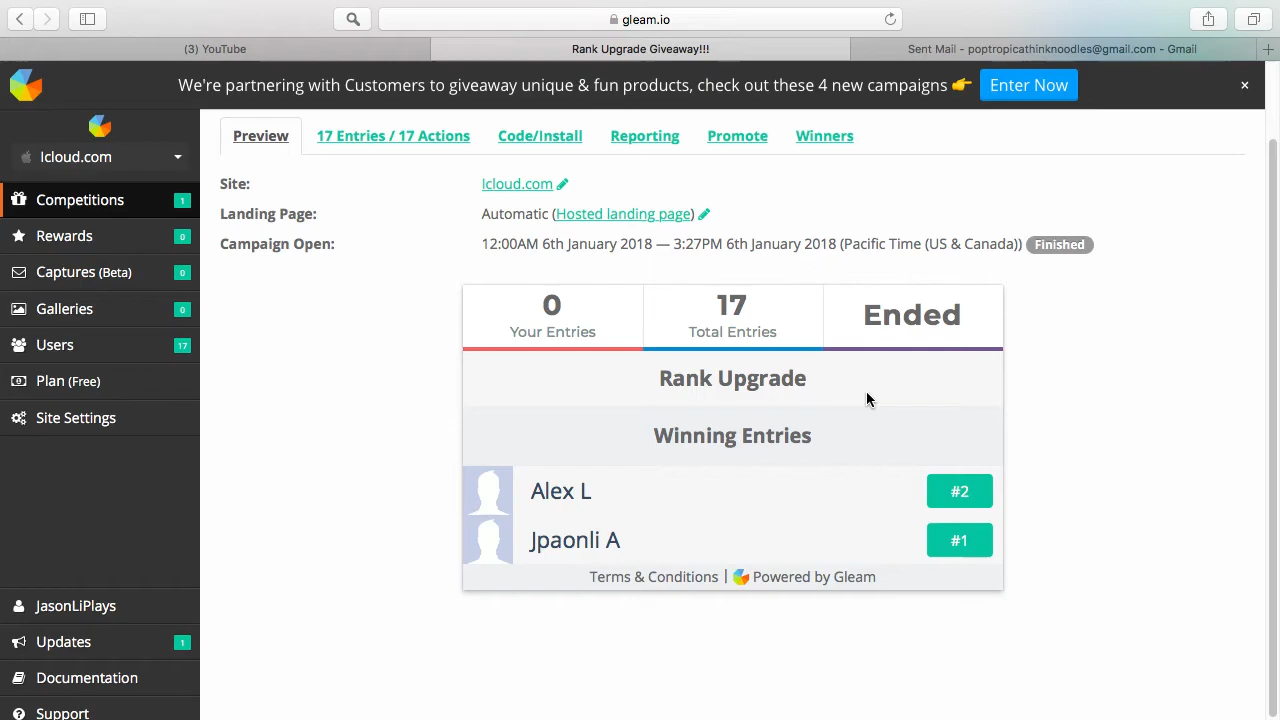 gleam.io
(3) YouTube
Rank Upgrade Giveaway!!!
Sent Mail - poptropicathinknoodles@gmail.com - Gmail
We're partnering with Customers to giveaway unique & fun products, check out these 4 new campaigns 👉 Enter Now ×
Icloud.com
Competitions 1
Rewards 0
Captures (Beta) 0
Galleries 0
Users 17
Plan (Free)
Site Settings
JasonLiPlays
Updates 1
Documentation
Support
Preview 17 Entries / 17 Actions Code/Install Reporting Promote Winners
Site: Icloud.com
Landing Page: Automatic (Hosted landing page)
Campaign Open: 12:00AM 6th January 2018 — 3:27PM 6th January 2018 (Pacific Time (US & Canada)) Finished
0 17 Ended
Your Entries Total Entries
Rank Upgrade
Winning Entries
Alex L #2
Jpaonli A #1
Terms & Conditions | Powered by Gleam